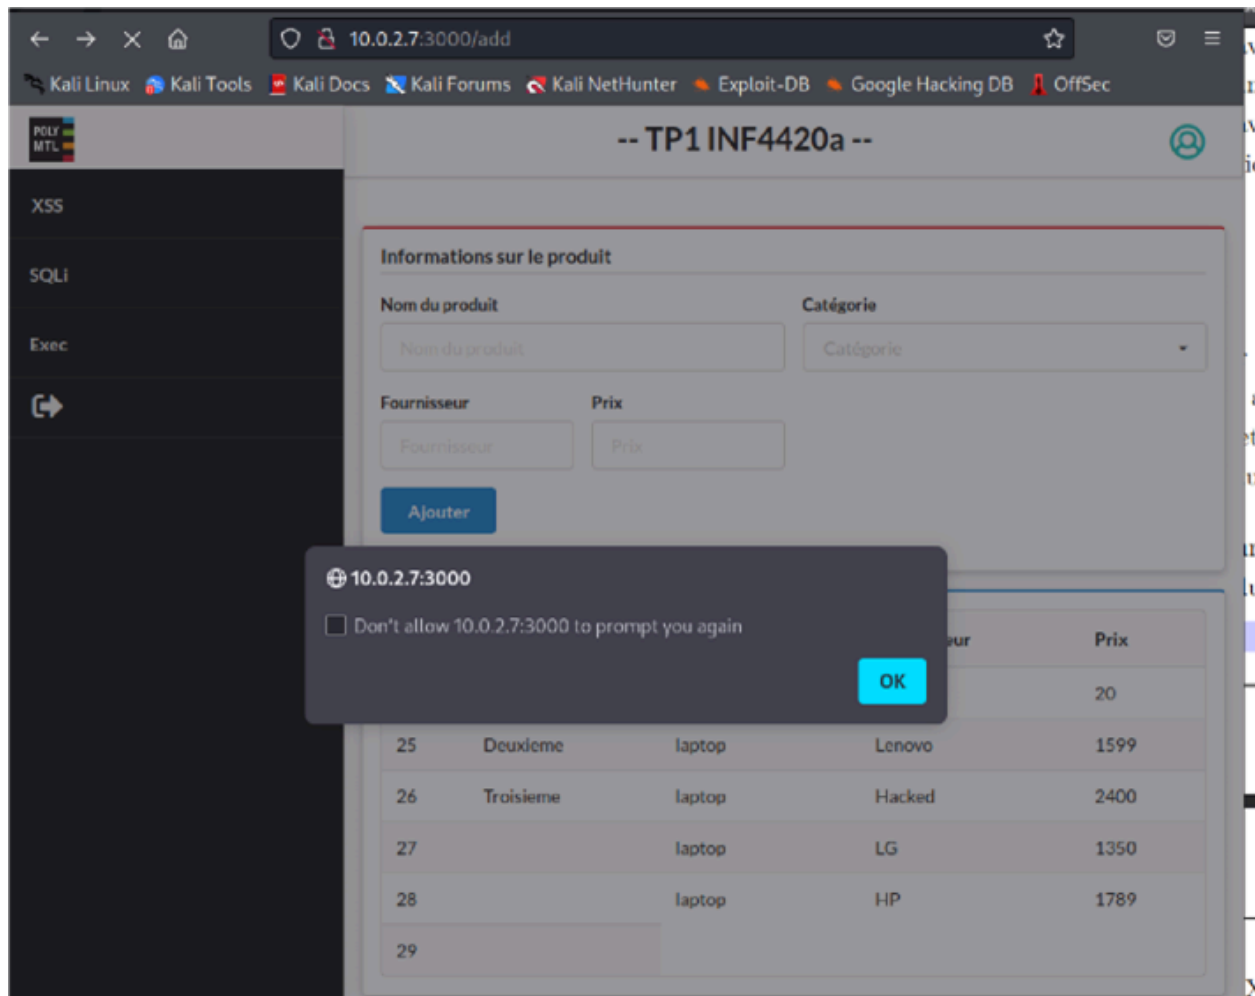 10.0.2.7:3000/add
Kali Linux Kali Tools Kali Docs Kali Forums Kali NetHunter Exploit-DB Google Hacking DB OffSec
POLY
MTL
-- TP1 INF4420a --
XSS
SQLi
Exec
Informations sur le produit
Nom du produit Catégorie
Nom du produit Catégorie
Fournisseur Prix
Fournisseur Prix
Ajouter
10.0.2.7:3000
Don't allow 10.0.2.7:3000 to prompt you again
OK
eur Prix
20
25 Deuxieme laptop Lenovo 1599
26 Troisieme laptop Hacked 2400
27 laptop LG 1350
28 laptop HP 1789
29